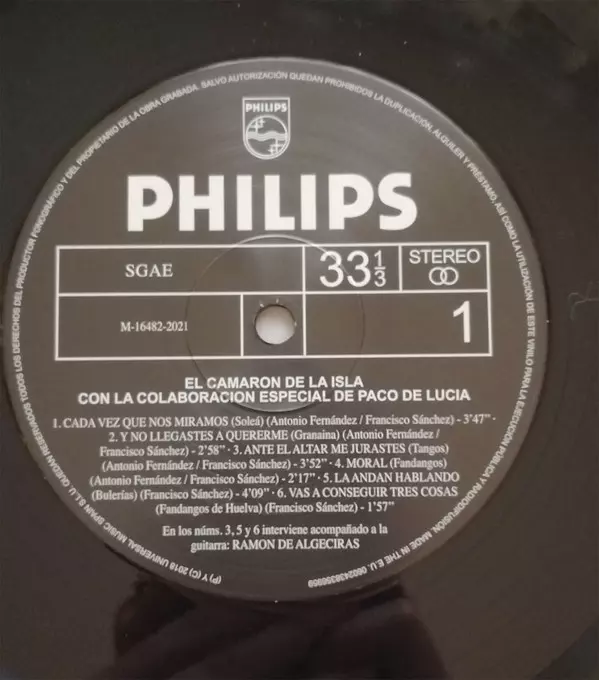 PHILIPS
PHILIPS
SGAE
33 1/3
STEREO
M-16482-2021
1
EL CAMARON DE LA ISLA
CON LA COLABORACION ESPECIAL DE PACO DE LUCIA
1. CADA VEZ QUE NOS MIRAMOS (Soleá) (Antonio Fernández / Francisco Sánchez) - 3'47'' ·
2. Y NO LLEGASTES A QUERERME (Granaina) (Antonio Fernández /
Francisco Sánchez) - 2'58'' · 3. ANTE EL ALTAR ME JURASTES (Tangos)
(Antonio Fernández / Francisco Sánchez) - 3'52'' · 4. MORAL (Fandangos)
(Antonio Fernández / Francisco Sánchez) - 2'17'' · 5. LA ANDAN HABLANDO
(Bulerías) (Francisco Sánchez) - 4'09'' · 6. VAS A CONSEGUIR TRES COSAS
(Fandangos de Huelva) (Francisco Sánchez) - 1'57''
En los núms. 3, 5 y 6 interviene acompañado a la
guitarra: RAMON DE ALGECIRAS
(P) Y (C) 2018 UNIVERSAL MUSIC SPAIN S.L.U. QUEDAN RESERVADOS TODOS LOS DERECHOS DEL PRODUCTOR FONOGRÁFICO Y DEL PROPIETARIO DE LA OBRA GRABADA. SALVO AUTORIZACIÓN QUEDAN PROHIBIDOS LA DUPLICACIÓN, ALQUILER Y PRÉSTAMO, ASÍ COMO LA UTILIZACIÓN DE ESTE VINILO PARA LA EJECUCIÓN PÚBLICA Y RADIODIFUSIÓN. MADE IN THE E.U. 0602438356959